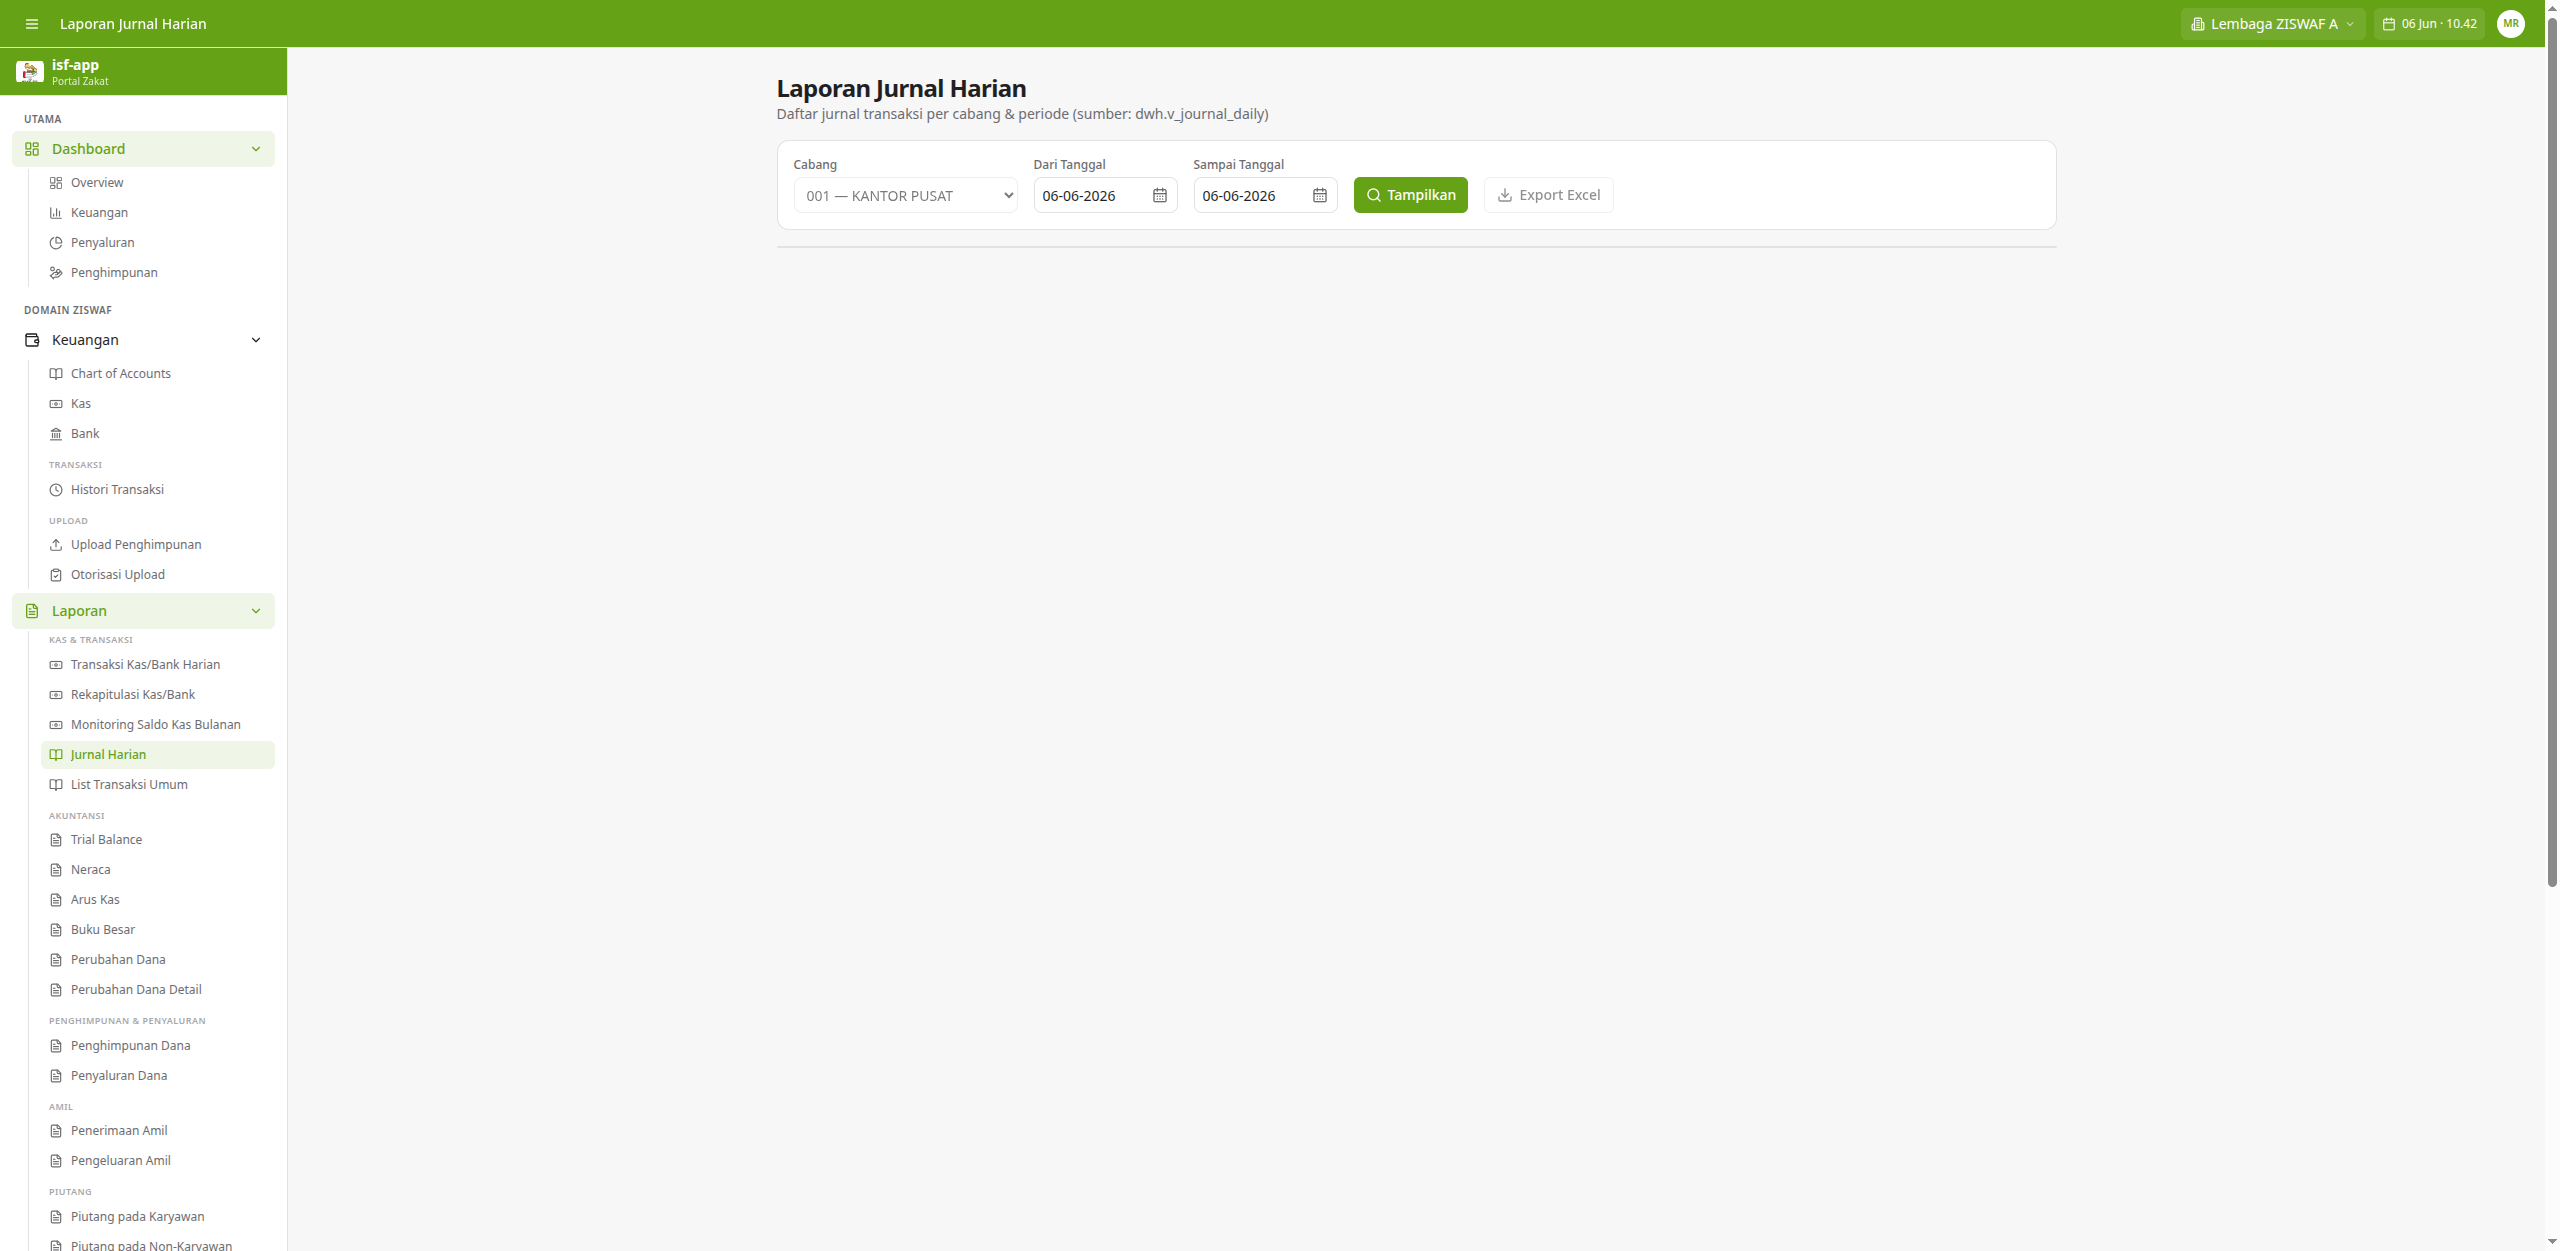 Laporan Jurnal Harian
Lembaga ZISWAF A
06 Jun · 10.42
MR
isf-app
Portal Zakat
UTAMA
Dashboard
Overview
Keuangan
Penyaluran
Penghimpunan
DOMAIN ZISWAF
Keuangan
Chart of Accounts
Kas
Bank
TRANSAKSI
Histori Transaksi
UPLOAD
Upload Penghimpunan
Otorisasi Upload
Laporan
KAS & TRANSAKSI
Transaksi Kas/Bank Harian
Rekapitulasi Kas/Bank
Monitoring Saldo Kas Bulanan
Jurnal Harian
List Transaksi Umum
AKUNTANSI
Trial Balance
Neraca
Arus Kas
Buku Besar
Perubahan Dana
Perubahan Dana Detail
PENGHIMPUNAN & PENYALURAN
Penghimpunan Dana
Penyaluran Dana
AMIL
Penerimaan Amil
Pengeluaran Amil
PIUTANG
Piutang pada Karyawan
Piutang pada Non-Karyawan
Laporan Jurnal Harian
Daftar jurnal transaksi per cabang & periode (sumber: dwh.v_journal_daily)
Cabang
001 — KANTOR PUSAT
Dari Tanggal
06-06-2026
Sampai Tanggal
06-06-2026
Tampilkan
Export Excel